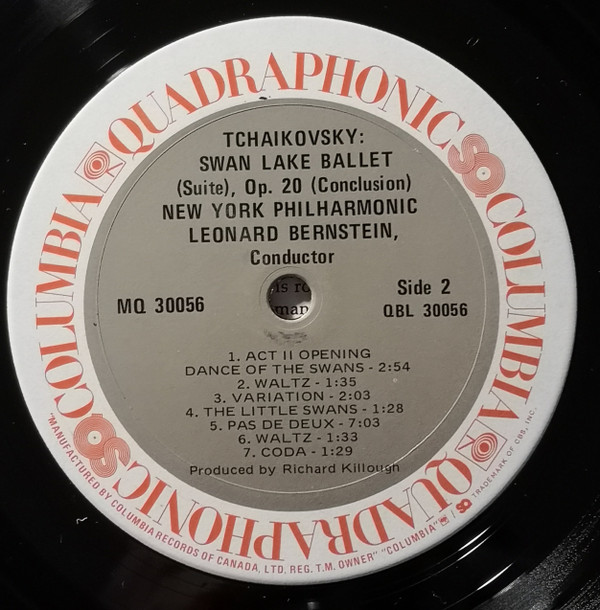 COLUMBIA QUADRAPHONIC SQ
COLUMBIA QUADRAPHONIC SQ
TCHAIKOVSKY:
SWAN LAKE BALLET
(Suite), Op. 20 (Conclusion)
NEW YORK PHILHARMONIC
LEONARD BERNSTEIN,
Conductor
MQ 30056
Side 2
QBL 30056
1. ACT II OPENING
DANCE OF THE SWANS - 2:54
2. WALTZ - 1:35
3. VARIATION - 2:03
4. THE LITTLE SWANS - 1:28
5. PAS DE DEUX - 7:03
6. WALTZ - 1:33
7. CODA - 1:29
Produced by Richard Killough
"MANUFACTURED BY COLUMBIA RECORDS OF CANADA, LTD. REG. T.M. OWNER" "COLUMBIA" / SQ TRADEMARK OF CBS, INC.